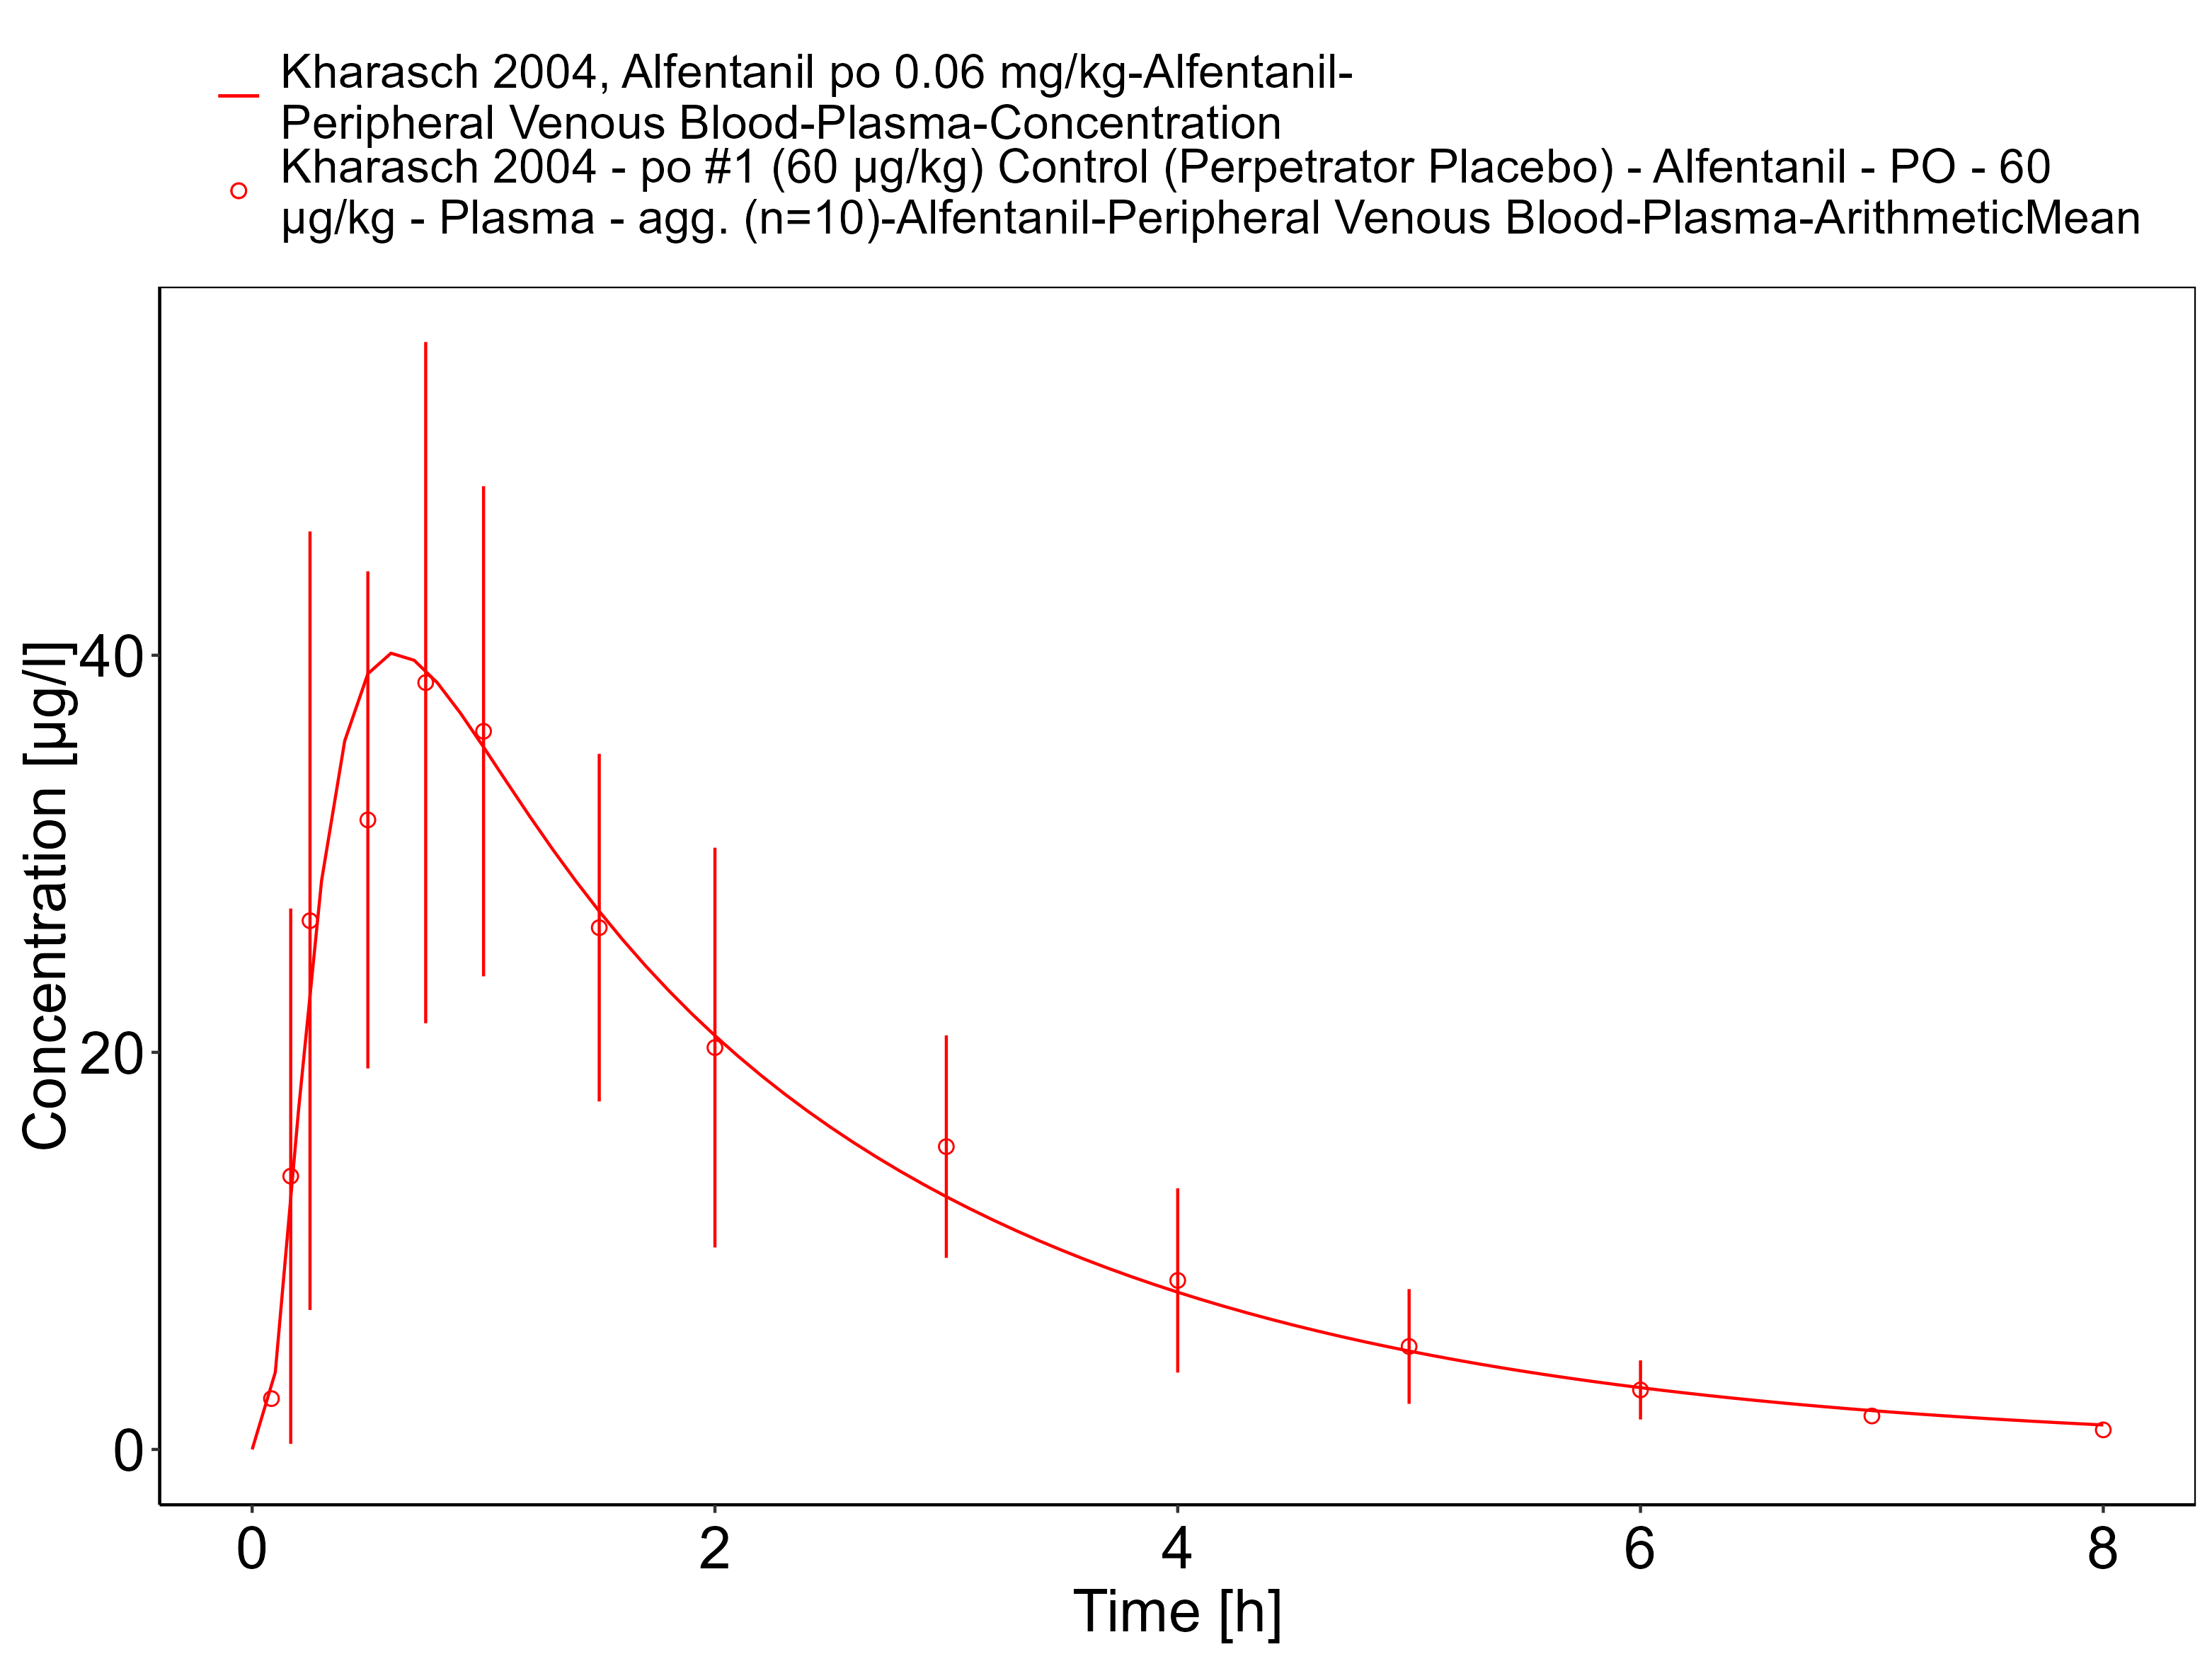 Kharasch 2004, Alfentanil po 0.06 mg/kg-Alfentanil-
Peripheral Venous Blood-Plasma-Concentration
Kharasch 2004 - po #1 (60 µg/kg) Control (Perpetrator Placebo) - Alfentanil - PO - 60
µg/kg - Plasma - agg. (n=10)-Alfentanil-Peripheral Venous Blood-Plasma-ArithmeticMean
Concentration [µg/l]
40
20
0
0 2 4 6 8
Time [h]